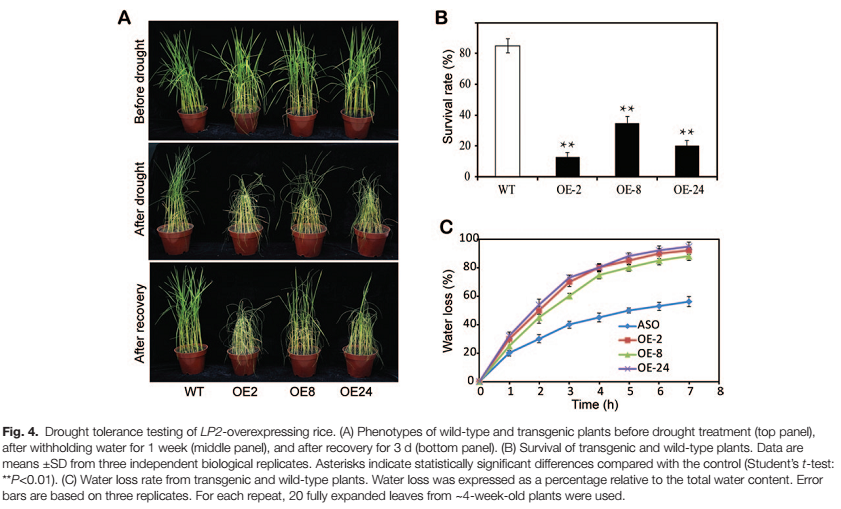 A
Before drought
After drought
After recovery
WT OE2 OE8 OE24
B
Survival rate (%)
80
60
40
20
0
WT OE-2 OE-8 OE-24
**
**
**
C
Water loss (%)
100
80
60
40
20
0
0 1 2 3 4 5 6 7 8
Time (h)
ASO
OE-2
OE-8
OE-24
Fig. 4. Drought tolerance testing of LP2-overexpressing rice. (A) Phenotypes of wild-type and transgenic plants before drought treatment (top panel),
after withholding water for 1 week (middle panel), and after recovery for 3 d (bottom panel). (B) Survival of transgenic and wild-type plants. Data are
means ±SD from three independent biological replicates. Asterisks indicate statistically significant differences compared with the control (Student's t-test:
**P<0.01). (C) Water loss rate from transgenic and wild-type plants. Water loss was expressed as a percentage relative to the total water content. Error
bars are based on three replicates. For each repeat, 20 fully expanded leaves from ~4-week-old plants were used.